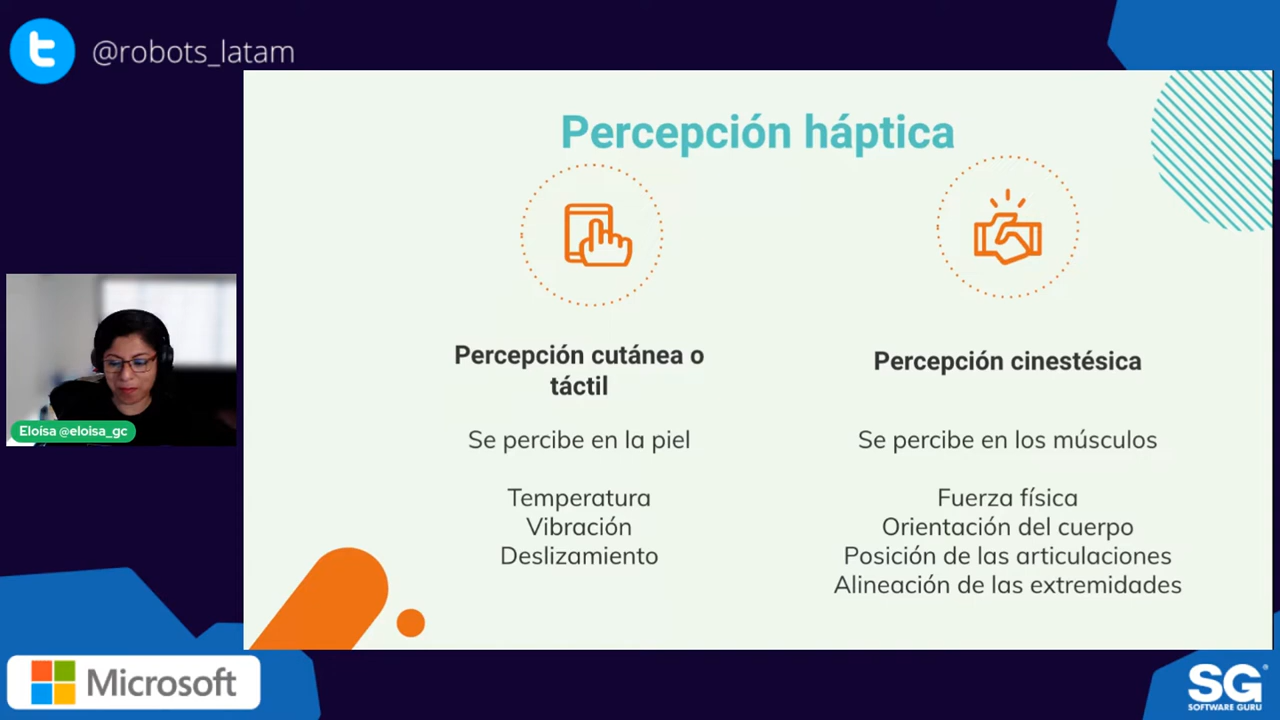 @robots_latam
Percepción háptica
Percepción cutánea o
táctil
Se percibe en la piel
Temperatura
Vibración
Deslizamiento
Percepción cinestésica
Se percibe en los músculos
Fuerza física
Orientación del cuerpo
Posición de las articulaciones
Alineación de las extremidades
Eloísa @eloisa_gc
Microsoft
SG
SOFTWARE GURU